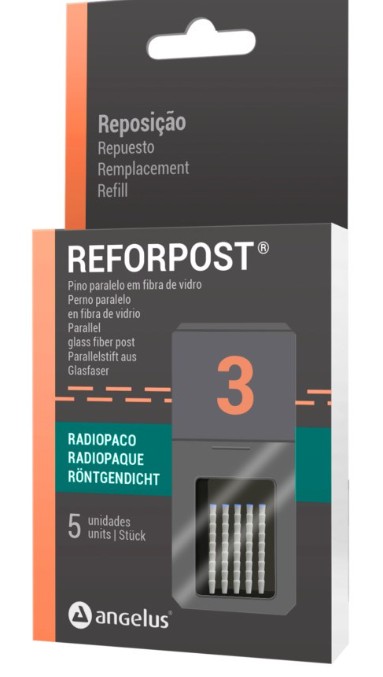 Reposição
Repuesto
Remplacement
Refill
REFORPOST®
Pino paralelo em fibra de vidro
Perno paralelo
en fibra de vidrio
Parallel
glass fiber post
Parallelstift aus
Glasfaser
3
RADIOPACO
RADIOPAQUE
RÖNTGENDICHT
5 unidades
units | Stück
angelus®